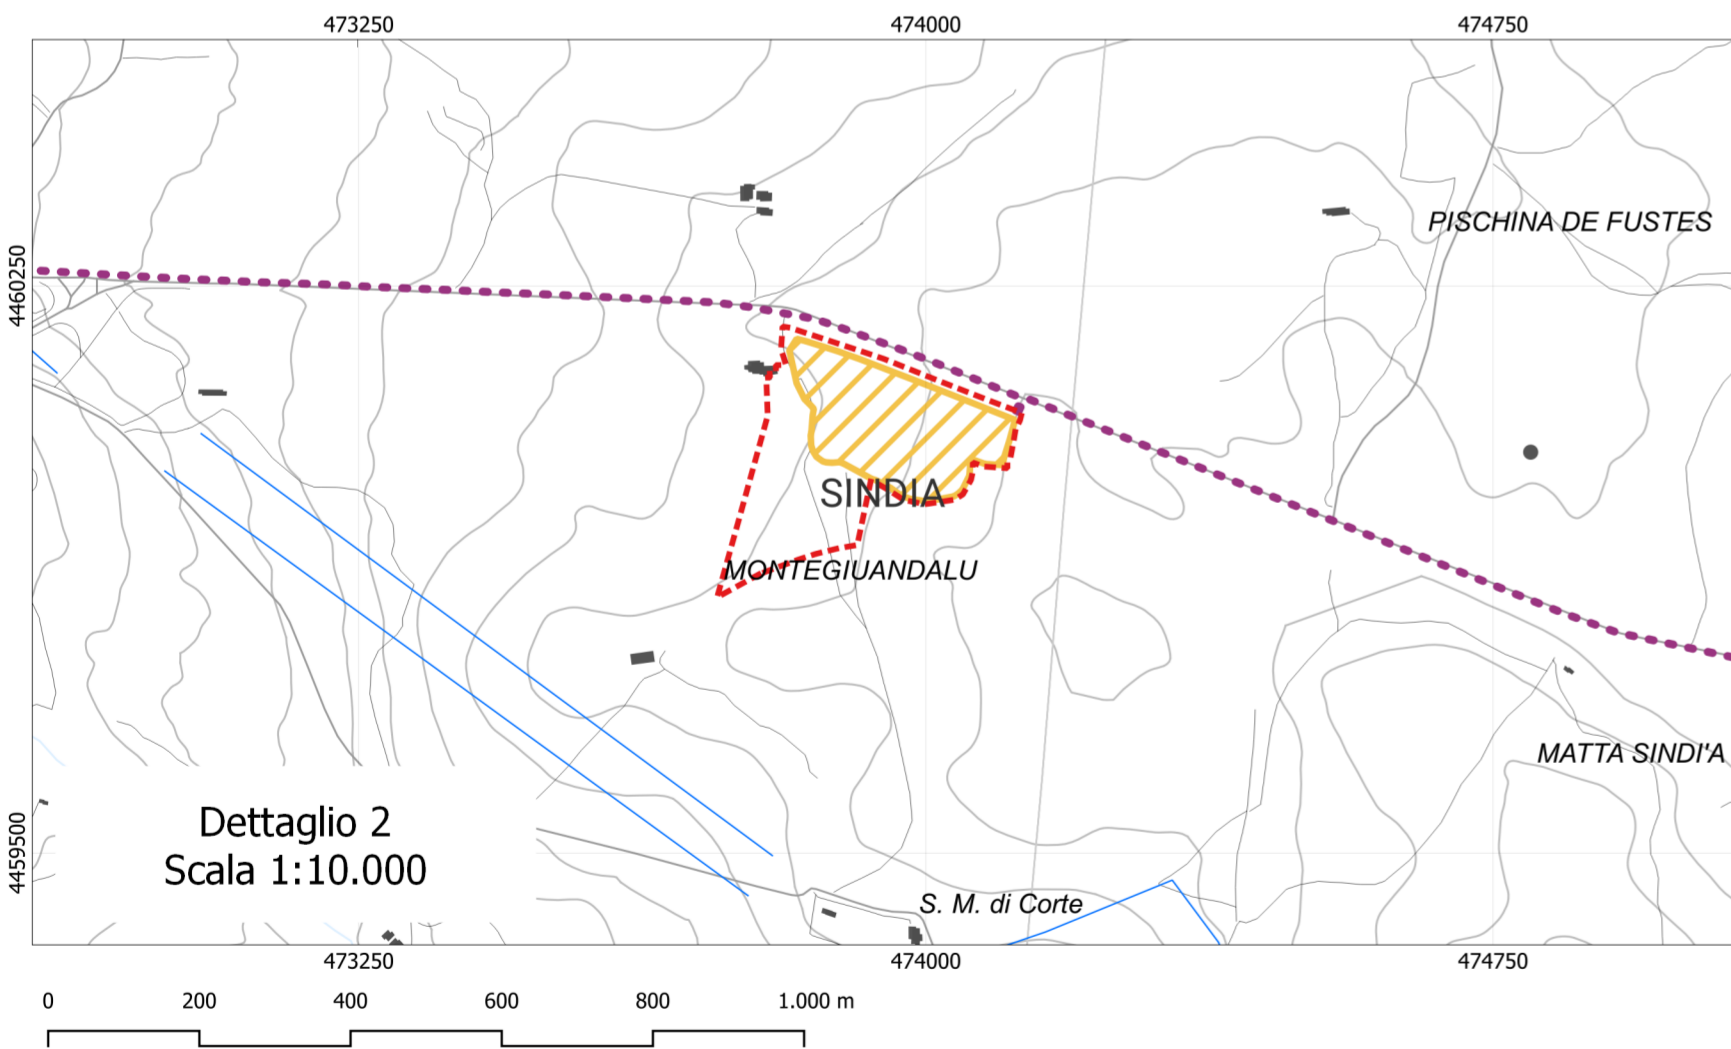 473250 474000 474750
4460250
PISCHINA DE FUSTES
SINDIA
MONTEGIUANDALU
MATTA SINDI'A
4459500
Dettaglio 2
Scala 1:10.000
S. M. di Corte
473250 474000 474750
0 200 400 600 800 1.000 m